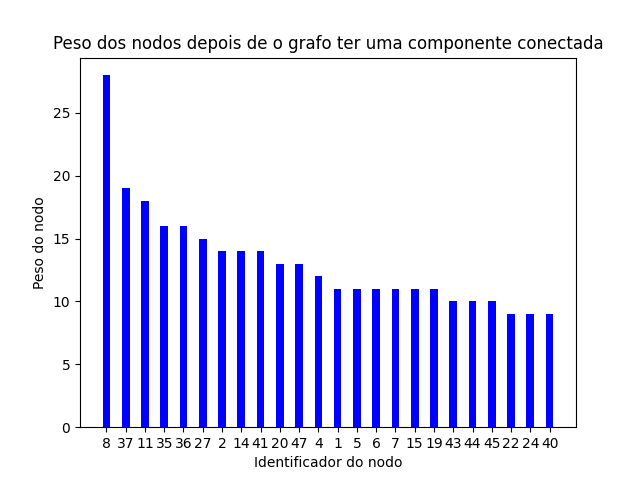 Peso dos nodos depois de o grafo ter uma componente conectada
Peso do nodo
25
20
15
10
5
0
8 37 11 35 36 27 2 14 41 20 47 4 1 5 6 7 15 19 43 44 45 22 24 40
Identificador do nodo